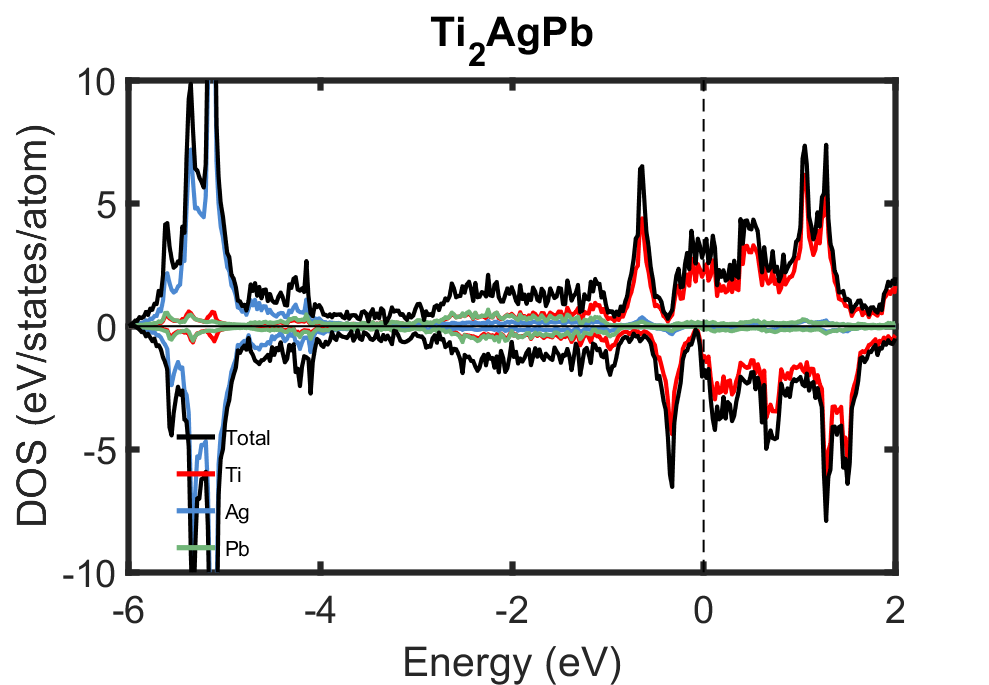 Ti2AgPb
DOS (eV/states/atom)
10
5
0
-5
-10
Total
Ti
Ag
Pb
-6 -4 -2 0 2
Energy (eV)